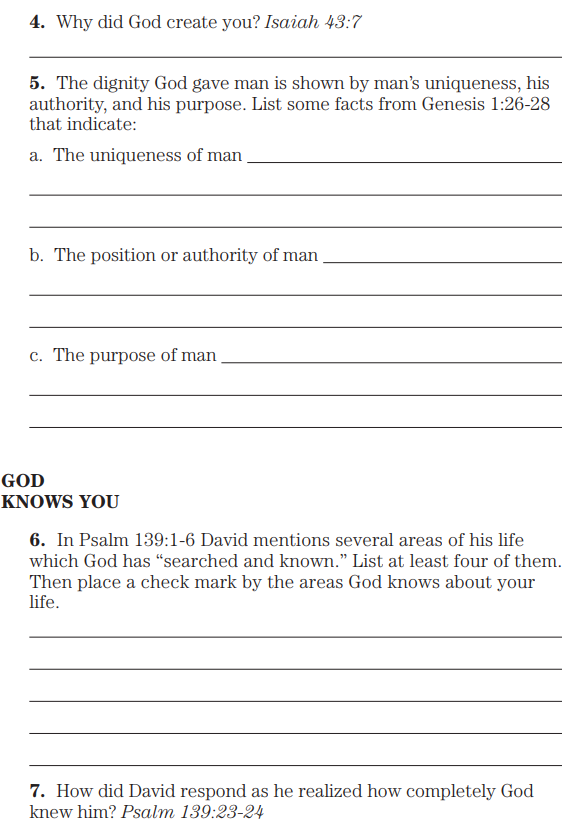 4. Why did God create you? Isaiah 43:7
5. The dignity God gave man is shown by man’s uniqueness, his
authority, and his purpose. List some facts from Genesis 1:26-28
that indicate:
a. The uniqueness of man
b. The position or authority of man
c. The purpose of man
GOD
KNOWS YOU
6. In Psalm 139:1-6 David mentions several areas of his life
which God has “searched and known.” List at least four of them.
Then place a check mark by the areas God knows about your
life.
7. How did David respond as he realized how completely God
knew him? Psalm 139:23-24